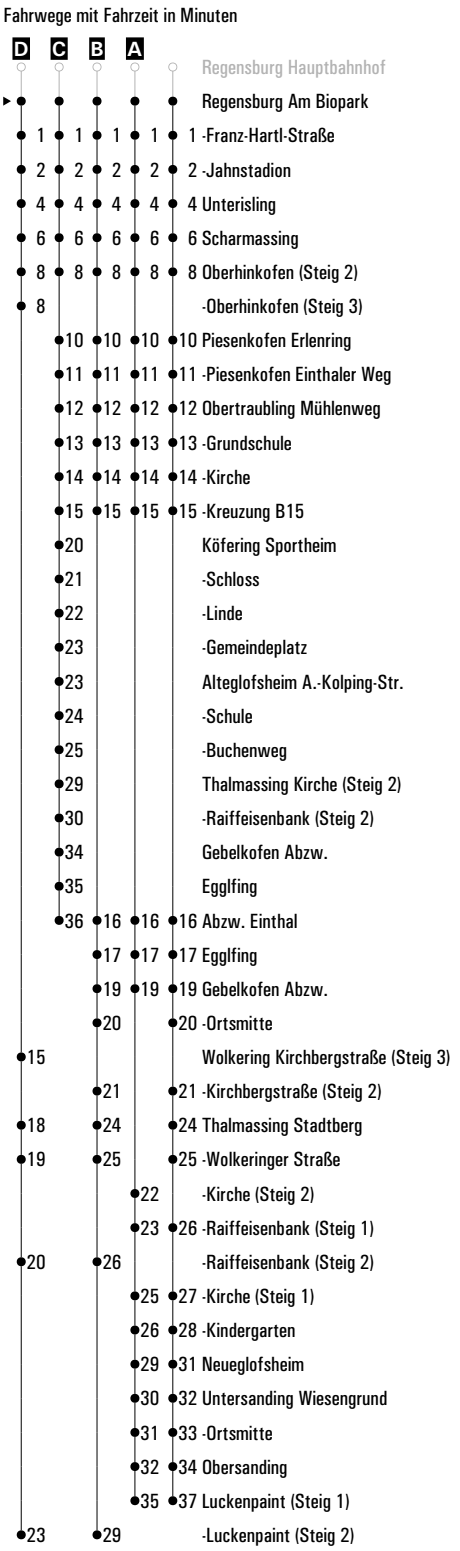 Fahrwege mit Fahrzeit in Minuten
D C B A
Regensburg Hauptbahnhof
Regensburg Am Biopark
1 1 1 1 1 -Franz-Hartl-Straße
2 2 2 2 2 -Jahnstadion
4 4 4 4 4 Unterisling
6 6 6 6 6 Scharmassing
8 8 8 8 8 Oberhinkofen (Steig 2)
8 -Oberhinkofen (Steig 3)
10 10 10 10 Piesenkofen Erlenring
11 11 11 11 -Piesenkofen Einthaler Weg
12 12 12 12 Obertraubling Mühlenweg
13 13 13 13 -Grundschule
14 14 14 14 -Kirche
15 15 15 15 -Kreuzung B15
20 Köfering Sportheim
21 -Schloss
22 -Linde
23 -Gemeindeplatz
23 Alteglofsheim A.-Kolping-Str.
24 -Schule
25 -Buchenweg
29 Thalmassing Kirche (Steig 2)
30 -Raiffeisenbank (Steig 2)
34 Gebelkofen Abzw.
35 Egglfing
36 16 16 16 Abzw. Einthal
17 17 17 Egglfing
19 19 19 Gebelkofen Abzw.
20 20 -Ortsmitte
15 Wolkering Kirchbergstraße (Steig 3)
21 21 -Kirchbergstraße (Steig 2)
18 24 24 Thalmassing Stadtberg
19 25 25 -Wolkeringer Straße
22 -Kirche (Steig 2)
23 26 -Raiffeisenbank (Steig 1)
20 26 -Raiffeisenbank (Steig 2)
25 27 -Kirche (Steig 1)
26 28 -Kindergarten
29 31 Neueglofsheim
30 32 Untersanding Wiesengrund
31 33 -Ortsmitte
32 34 Obersanding
35 37 Luckenpaint (Steig 1)
23 29 -Luckenpaint (Steig 2)